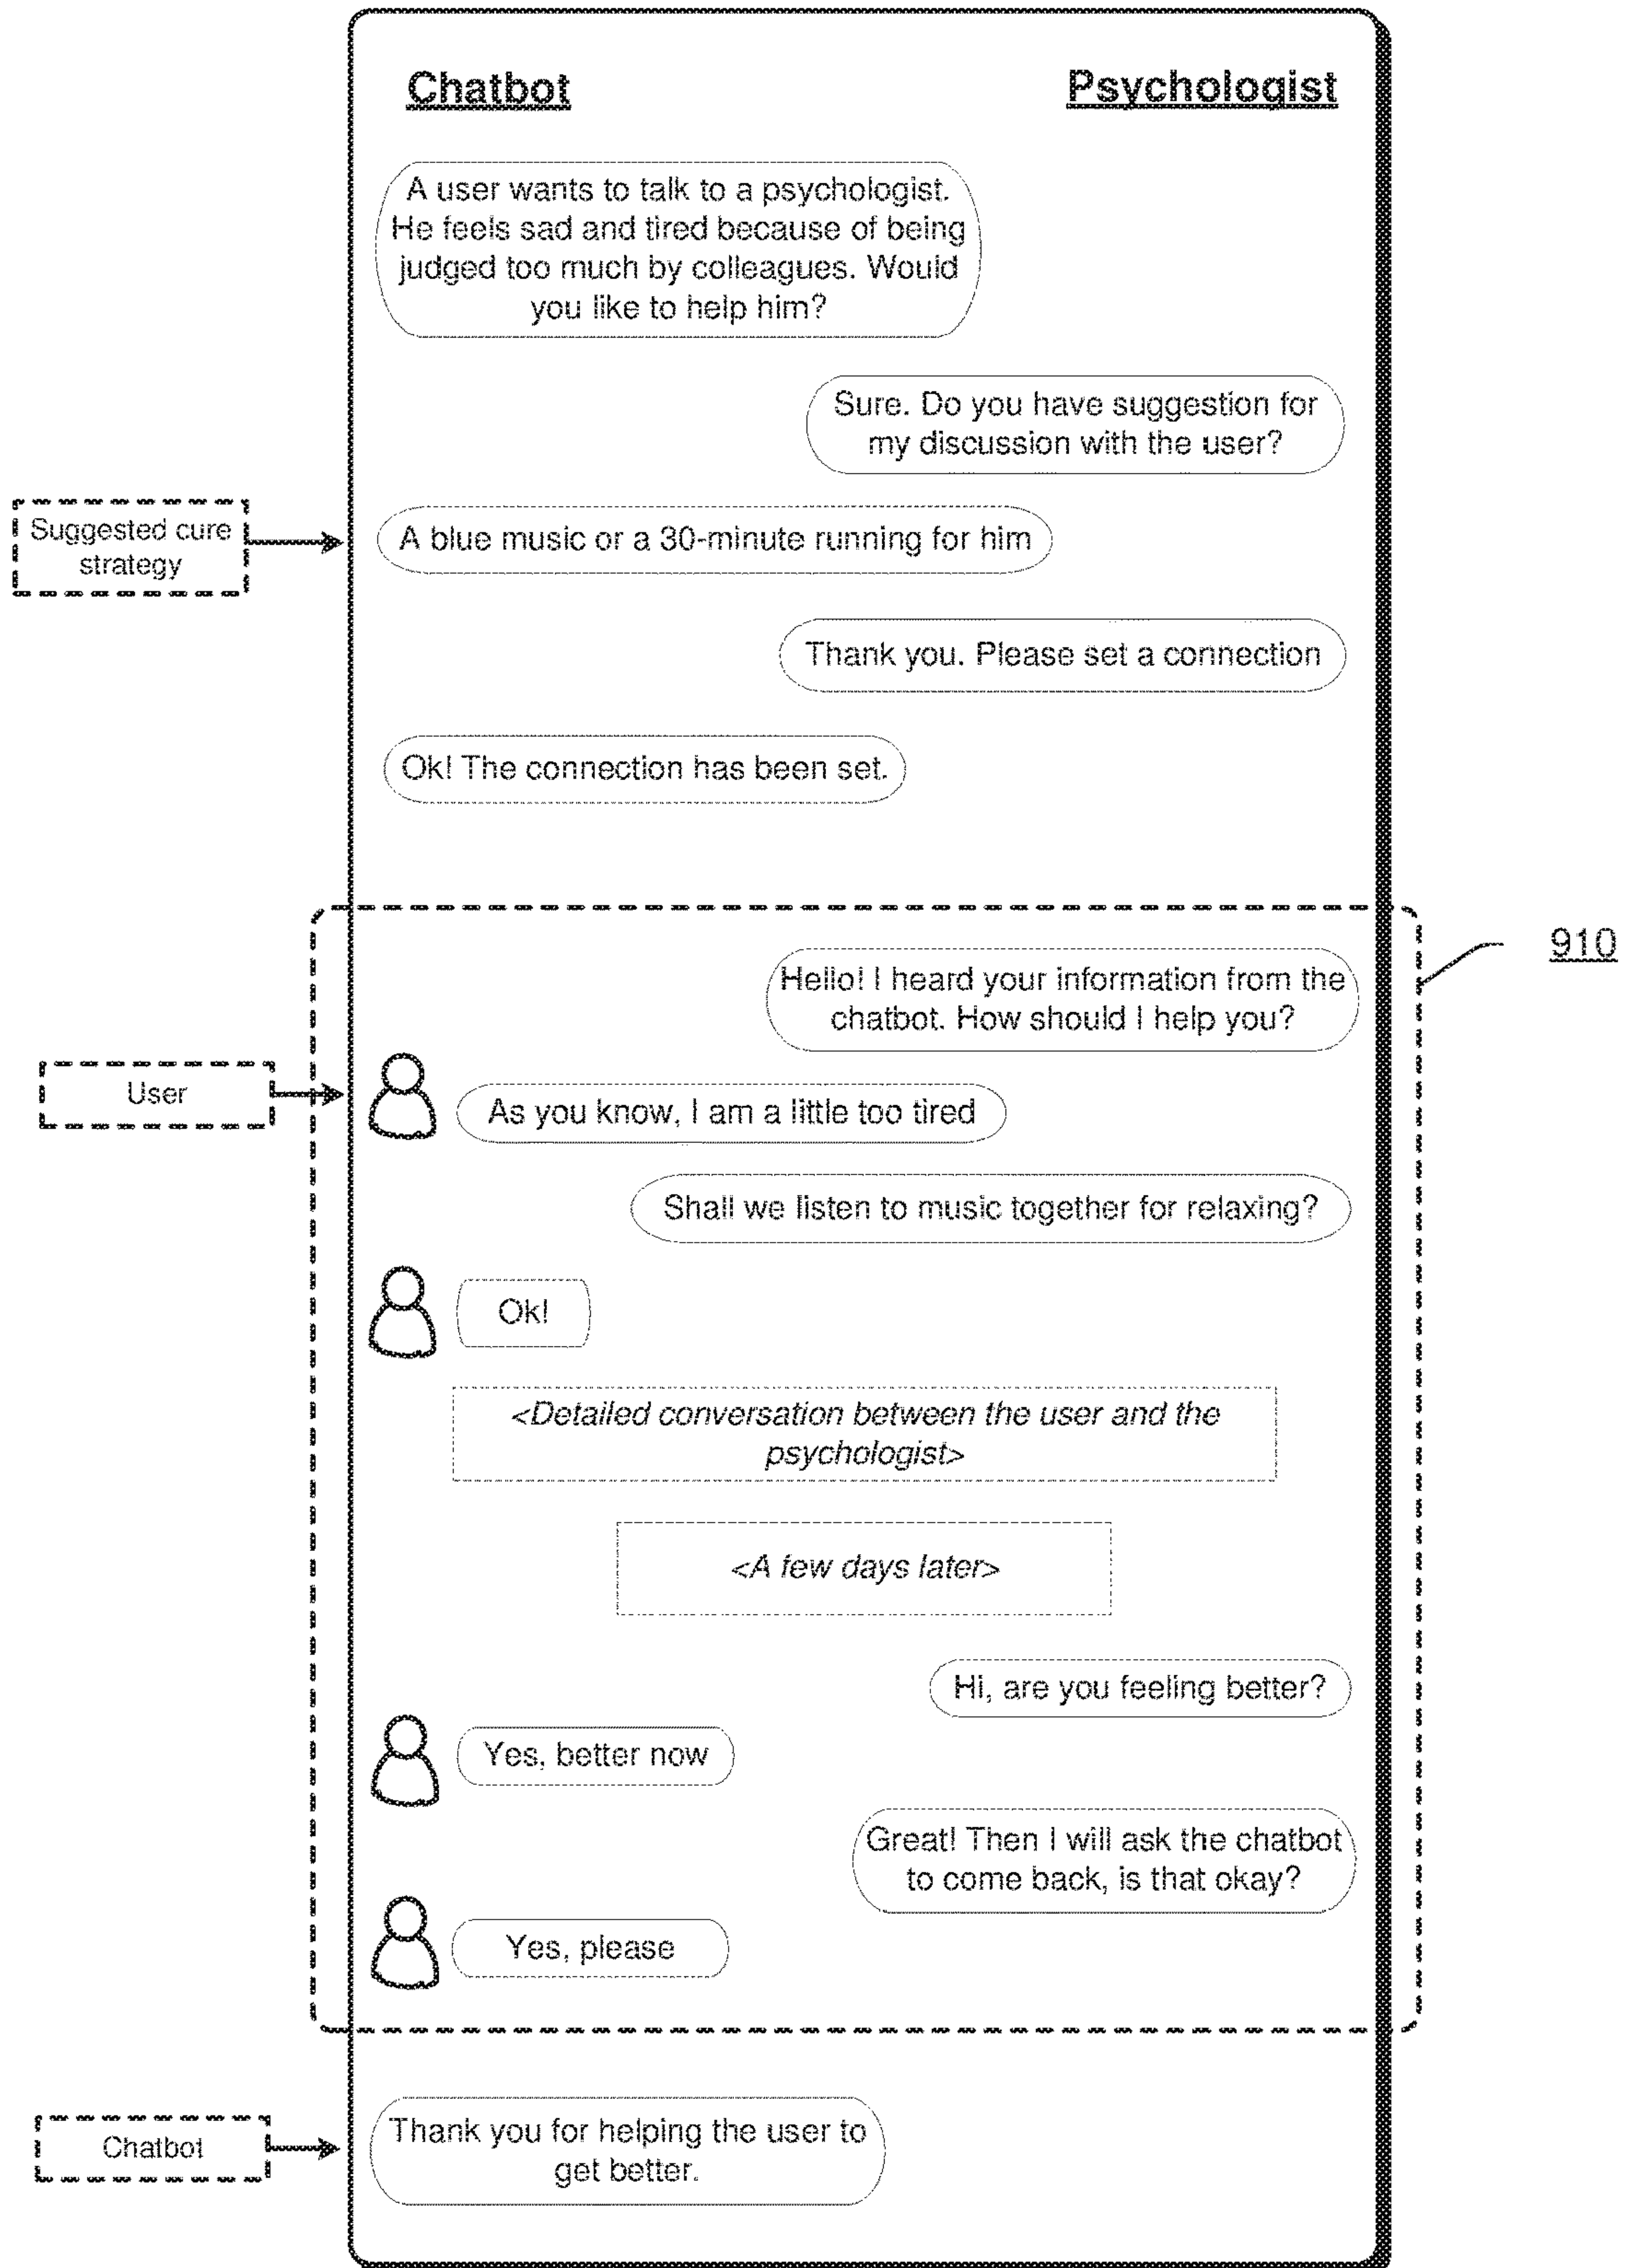 Chatbot
Psychologist
A user wants to talk to a psychologist.
He feels sad and tired because of being
judged too much by colleagues. Would
you like to help him?
Sure. Do you have suggestion for
my discussion with the user?
Suggested cure
strategy
A blue music or a 30-minute running for him
Thank you. Please set a connection
Ok! The connection has been set.
910
Hello! I heard your information from the
chatbot. How should I help you?
User
As you know, I am a little too tired
Shall we listen to music together for relaxing?
Ok!
<Detailed conversation between the user and the
psychologist>
<A few days later>
Hi, are you feeling better?
Yes, better now
Great! Then I will ask the chatbot
to come back, is that okay?
Yes, please
Chatbot
Thank you for helping the user to
get better.